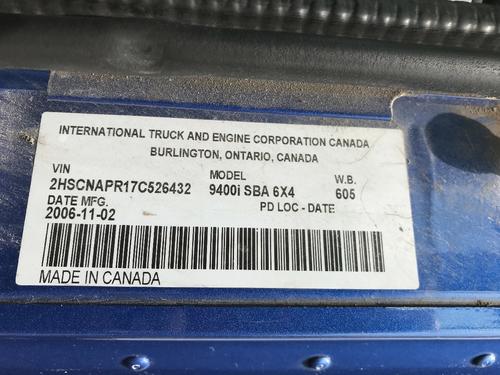 INTERNATIONAL TRUCK AND ENGINE CORPORATION CANADA
BURLINGTON, ONTARIO, CANADA
VIN MODEL W.B.
2HSCNAPR17C526432 9400i SBA 6X4 605
DATE MFG. PD LOC - DATE
2006-11-02
MADE IN CANADA